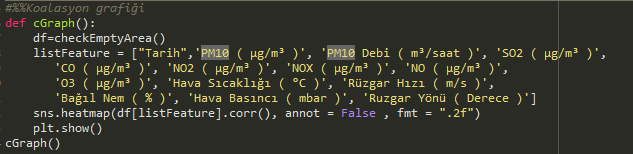 #%%Koalasyon grafiği
def cGraph():
    df=checkEmptyArea()
    listFeature = ["Tarih",'PM10 ( µg/m³ )', 'PM10 Debi ( m³/saat )', 'SO2 ( µg/m³ )',
        'CO ( µg/m³ )', 'NO2 ( µg/m³ )', 'NOX ( µg/m³ )', 'NO ( µg/m³ )',
        'O3 ( µg/m³ )', 'Hava Sıcaklığı ( °C )', 'Rüzgar Hızı ( m/s )',
        'Bağıl Nem ( % )', 'Hava Basıncı ( mbar )', 'Ruzgar Yönü ( Derece )']
    sns.heatmap(df[listFeature].corr(), annot = False , fmt = ".2f")
    plt.show()
cGraph()